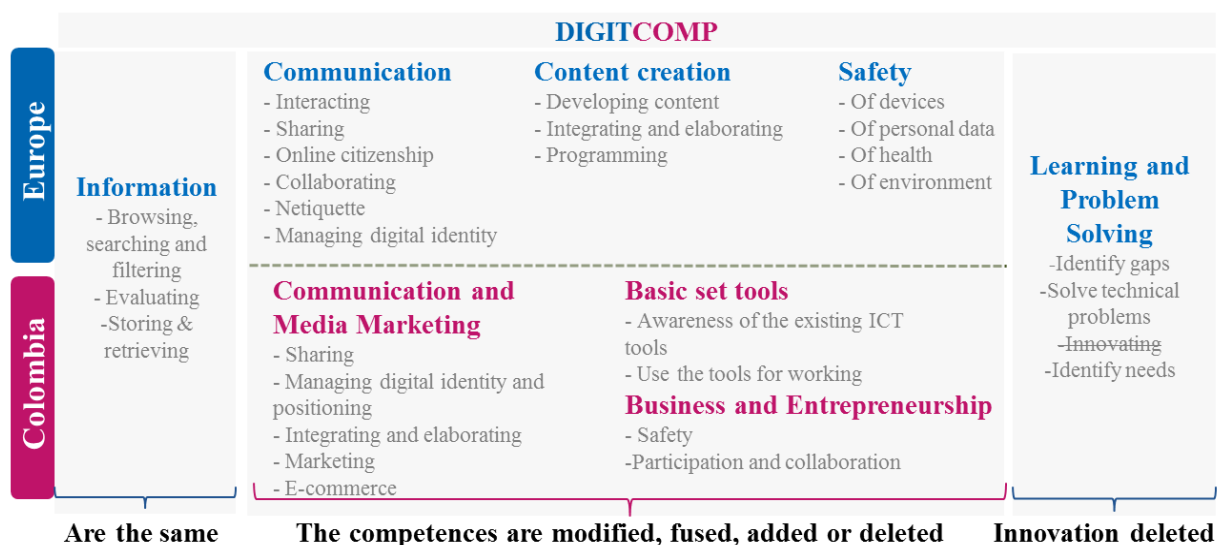 DIGITCOMP
Europe
Colombia
Information
- Browsing,
searching and
filtering
- Evaluating
-Storing &
retrieving
Communication
- Interacting
- Sharing
- Online citizenship
- Collaborating
- Netiquette
- Managing digital identity
Content creation
- Developing content
- Integrating and elaborating
- Programming
Safety
- Of devices
- Of personal data
- Of health
- Of environment
Communication and
Media Marketing
- Sharing
- Managing digital identity and
positioning
- Integrating and elaborating
- Marketing
- E-commerce
Basic set tools
- Awareness of the existing ICT
tools
- Use the tools for working
Business and Entrepreneurship
- Safety
-Participation and collaboration
Learning and
Problem
Solving
-Identify gaps
-Solve technical
problems
-Innovating
-Identify needs
Are the same
The competences are modified, fused, added or deleted
Innovation deleted